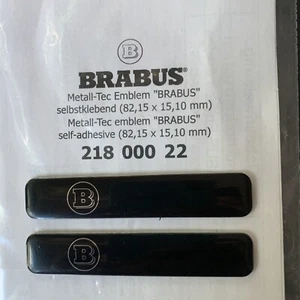 B
BRABUS®
Metall-Tec Emblem "BRABUS"
selbstklebend (82,15 x 15,10 mm)
Metall-Tec emblem "BRABUS"
self-adhesive (82,15 x 15,10 mm)
218 000 22
B
B